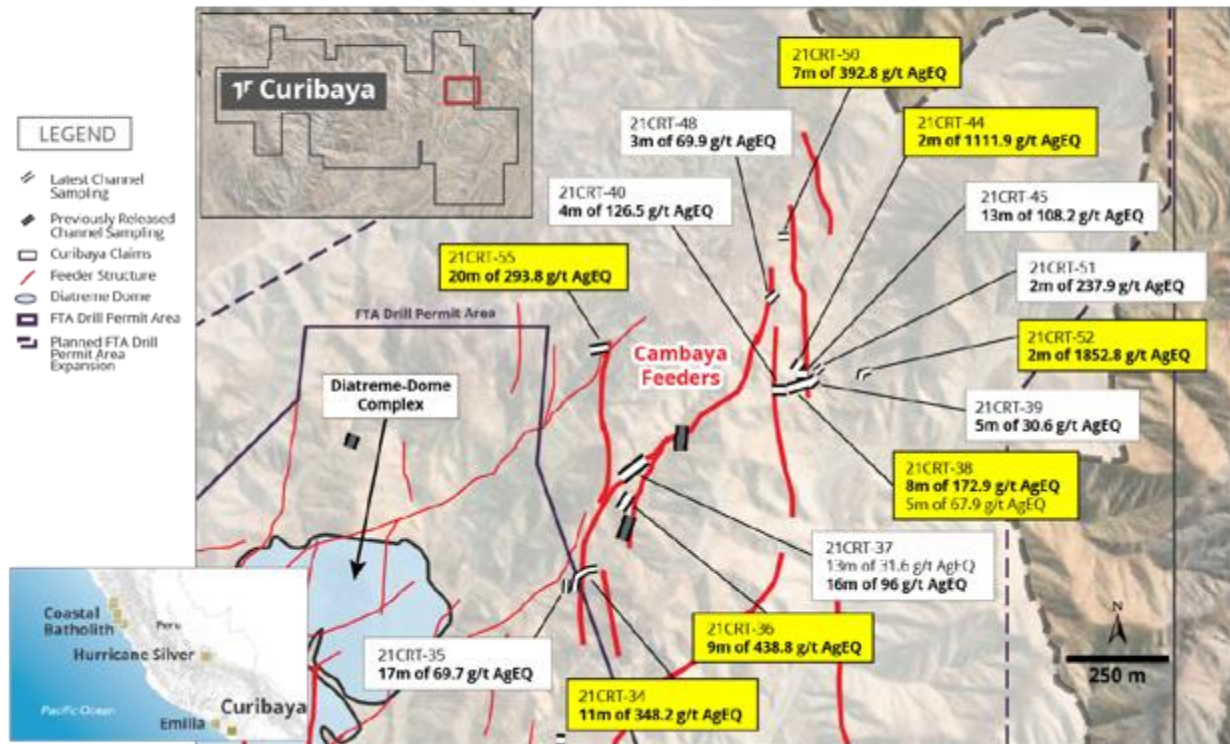 Curibaya
LEGEND
Latest Channel
Sampling
Previously Released
Channel Sampling
Curibaya Claims
Feeder Structure
Diatreme Dome
FTA Drill Permit Area
Planned FTA Drill
Permit Area
Expansion
21CRT-50
7m of 392.8 g/t AgEQ
21CRT-48
3m of 69.9 g/t AgEQ
21CRT-44
2m of 1111.9 g/t AgEQ
21CRT-40
4m of 126.5 g/t AgEQ
21CRT-45
13m of 108.2 g/t AgEQ
21CRT-55
20m of 293.8 g/t AgEQ
21CRT-51
2m of 237.9 g/t AgEQ
FTA Drill Permit Area
21CRT-52
2m of 1852.8 g/t AgEQ
Cambaya
Feeders
Diatreme-Dome
Complex
21CRT-39
5m of 30.6 g/t AgEQ
21CRT-38
8m of 172.9 g/t AgEQ
5m of 67.9 g/t AgEQ
21CRT-37
13m of 31.6 g/t AgEQ
16m of 96 g/t AgEQ
21CRT-36
9m of 438.8 g/t AgEQ
21CRT-35
17m of 69.7 g/t AgEQ
21CRT-34
11m of 348.2 g/t AgEQ
N
250 m
Coastal
Batholith
Peru
Hurricane Silver
Curibaya
Pacific Ocean
Emilia